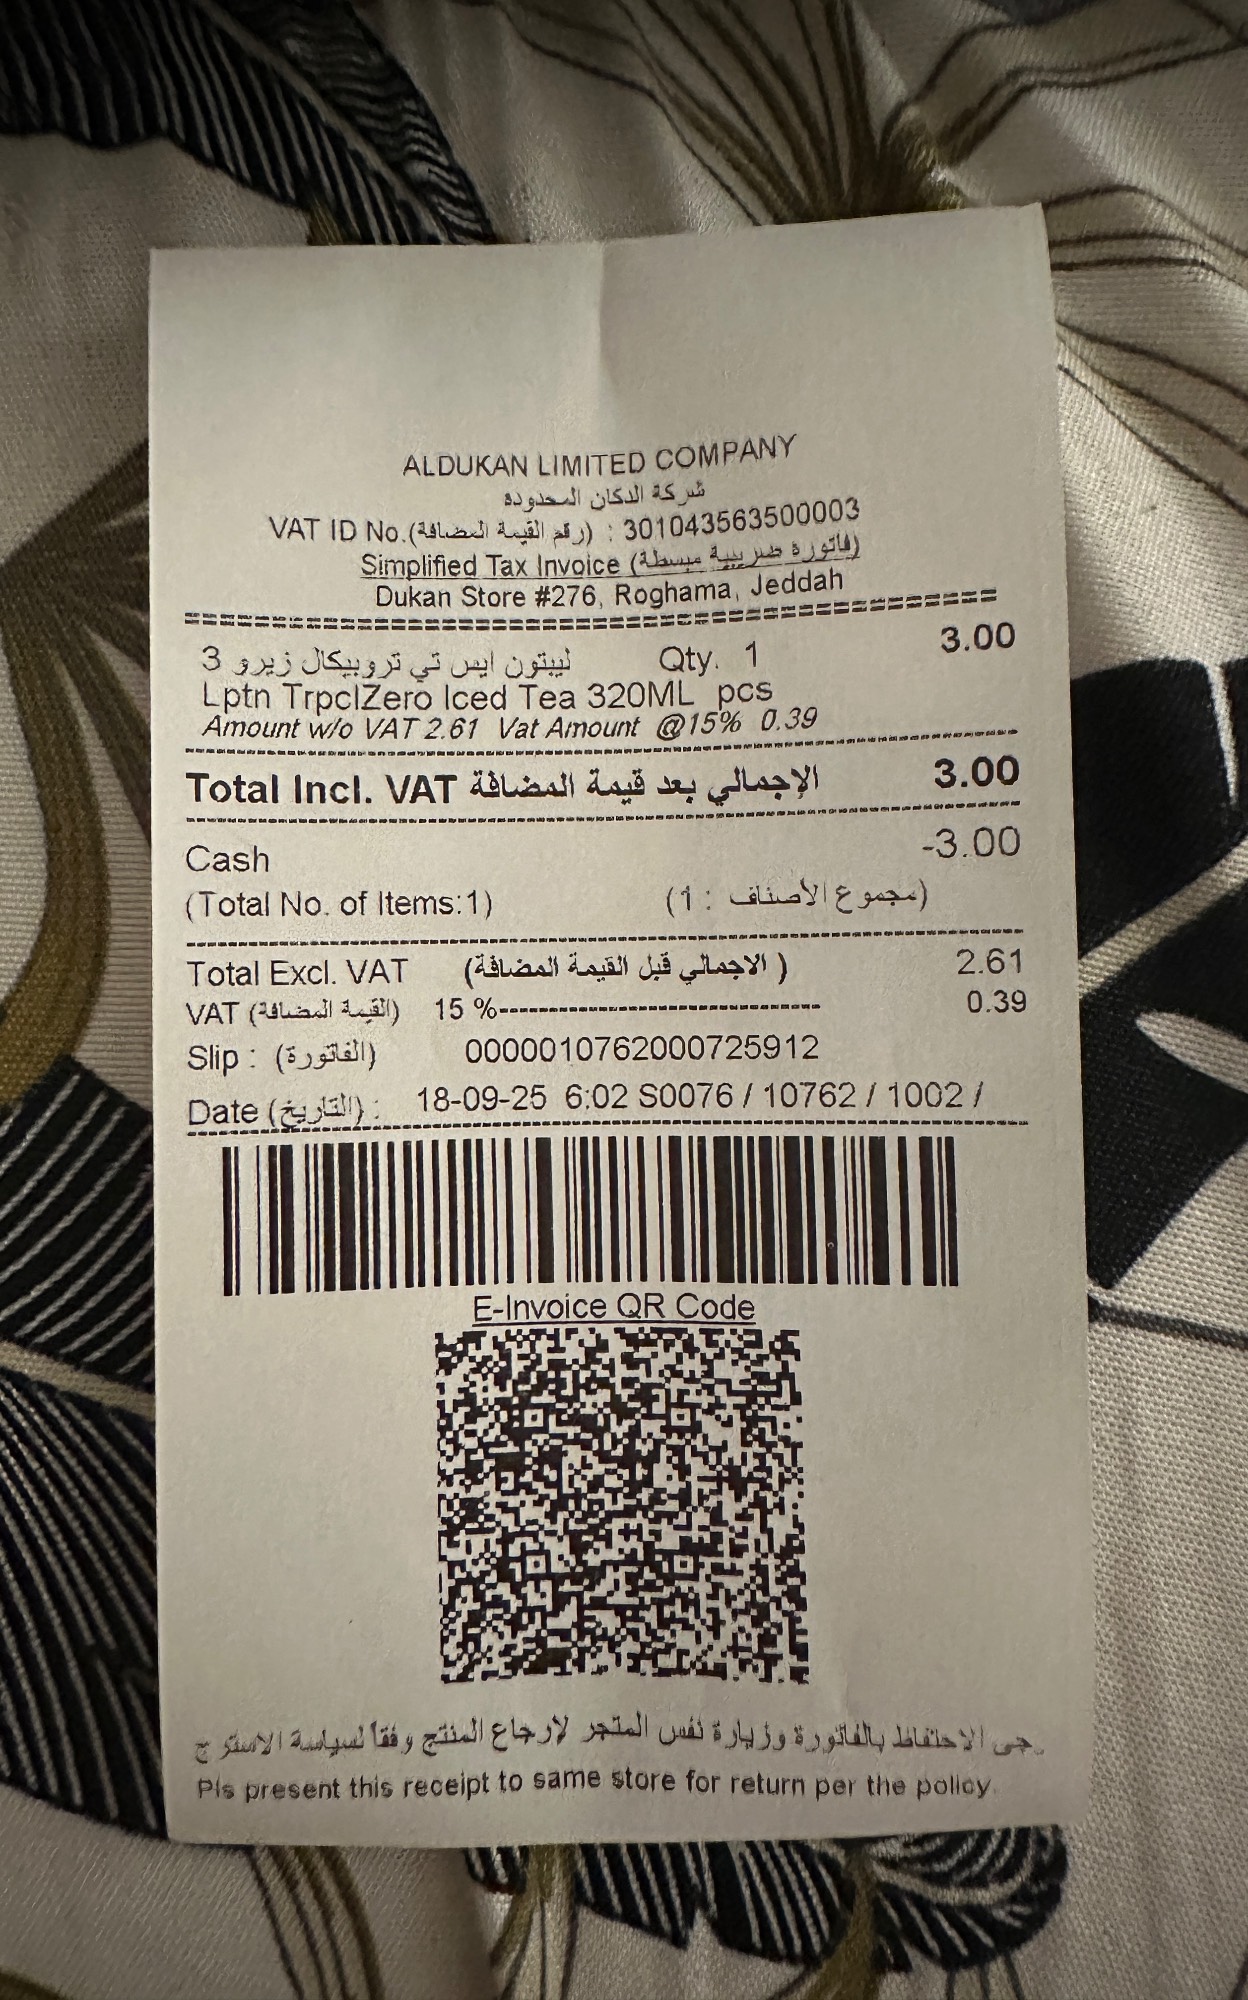 ALDUKAN LIMITED COMPANY
شركة الدكان المحدوده
VAT ID No.(رقم القيمة المضافة) : 301043563500003
Simplified Tax Invoice (فاتورة ضريبية مبسطة)
Dukan Store #276, Roghama, Jeddah
ليبتون ايس تي تروبيكال زيرو 3 Qty. 1 3.00
Lptn TrpclZero Iced Tea 320ML pcs
Amount w/o VAT 2.61 Vat Amount @15% 0.39
Total Incl. VAT الإجمالي بعد قيمة المضافة 3.00
Cash -3.00
(Total No. of Items:1) (مجموع الأصناف : 1)
Total Excl. VAT (الاجمالي قبل القيمة المضافة ) 2.61
VAT (القيمة المضافة) 15 %------------------------------ 0.39
Slip : (الفاتورة) 0000010762000725912
Date (التاريخ) : 18-09-25 6:02 S0076 / 10762 / 1002 /
E-Invoice QR Code
جى الاحتفاظ بالفاتورة وزيارة نفس المتجر لارجاع المنتج وفقا لسياسة الاستر ج
Pls present this receipt to same store for return per the policy.